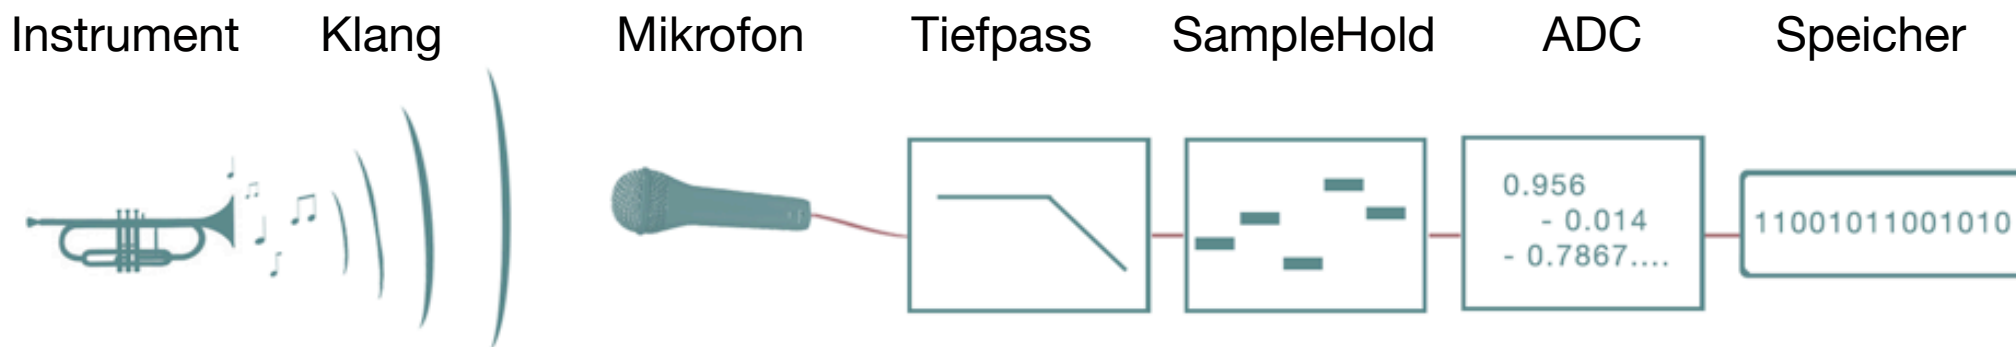 Instrument Klang Mikrofon Tiefpass SampleHold ADC Speicher
0.956
- 0.014
- 0.7867....
11001011001010